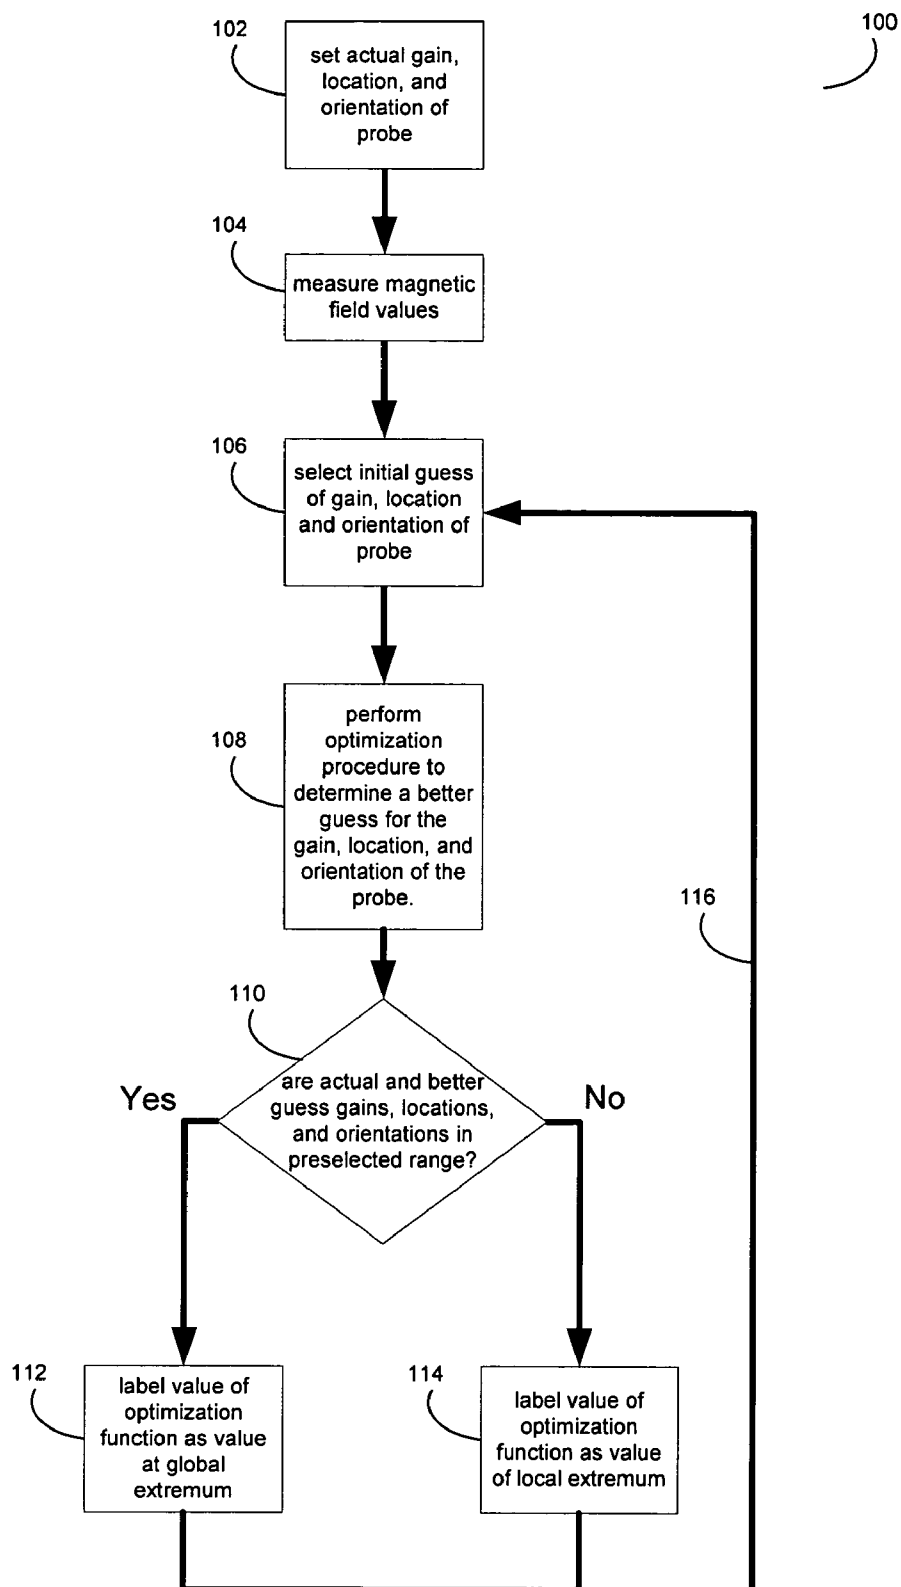 100
102
set actual gain,
location, and
orientation of
probe
104
measure magnetic
field values
106
select initial guess
of gain, location
and orientation of
probe
108
perform
optimization
procedure to
determine a better
guess for the
gain, location, and
orientation of the
probe.
116
110
are actual and better
guess gains, locations,
and orientations in
preselected range?
Yes
No
112
label value of
optimization
function as value
at global
extremum
114
label value of
optimization
function as value
of local extremum